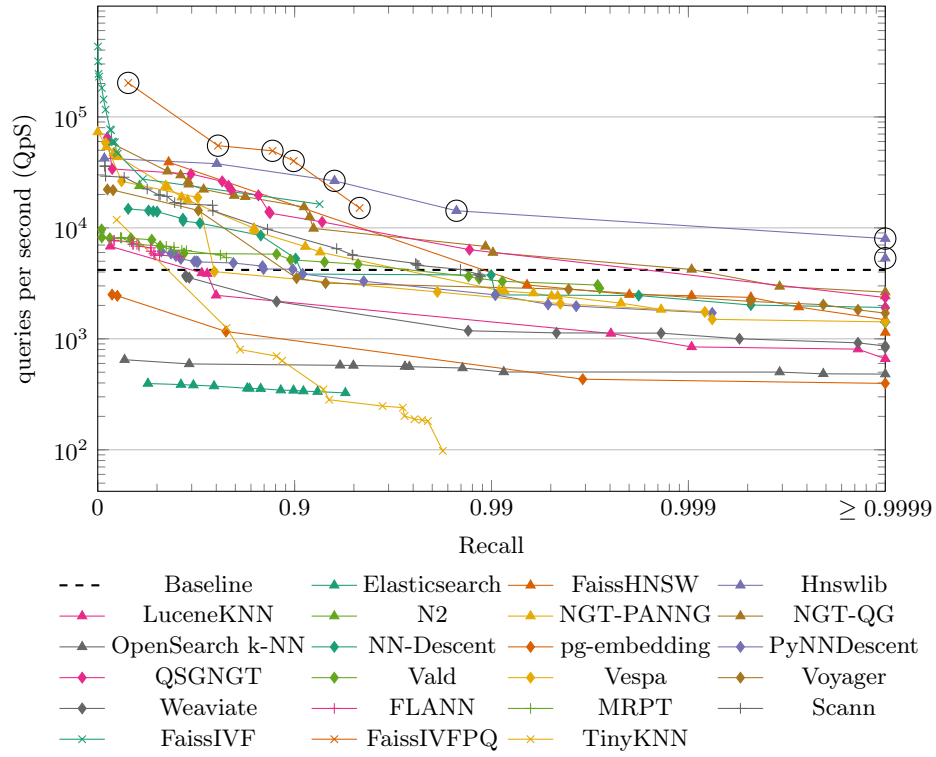 queries per second (QpS)
10^5
10^4
10^3
10^2
0 0.9 0.99 0.999 ≥ 0.9999
Recall
Baseline Elasticsearch FaissHNSW Hnswlib
LuceneKNN N2 NGT-PANNG NGT-QG
OpenSearch k-NN NN-Descent pg-embedding PyNNDescent
QSGNGT Vald Vespa Voyager
Weaviate FLANN MRPT Scann
FaissIVF FaissIVFPQ TinyKNN